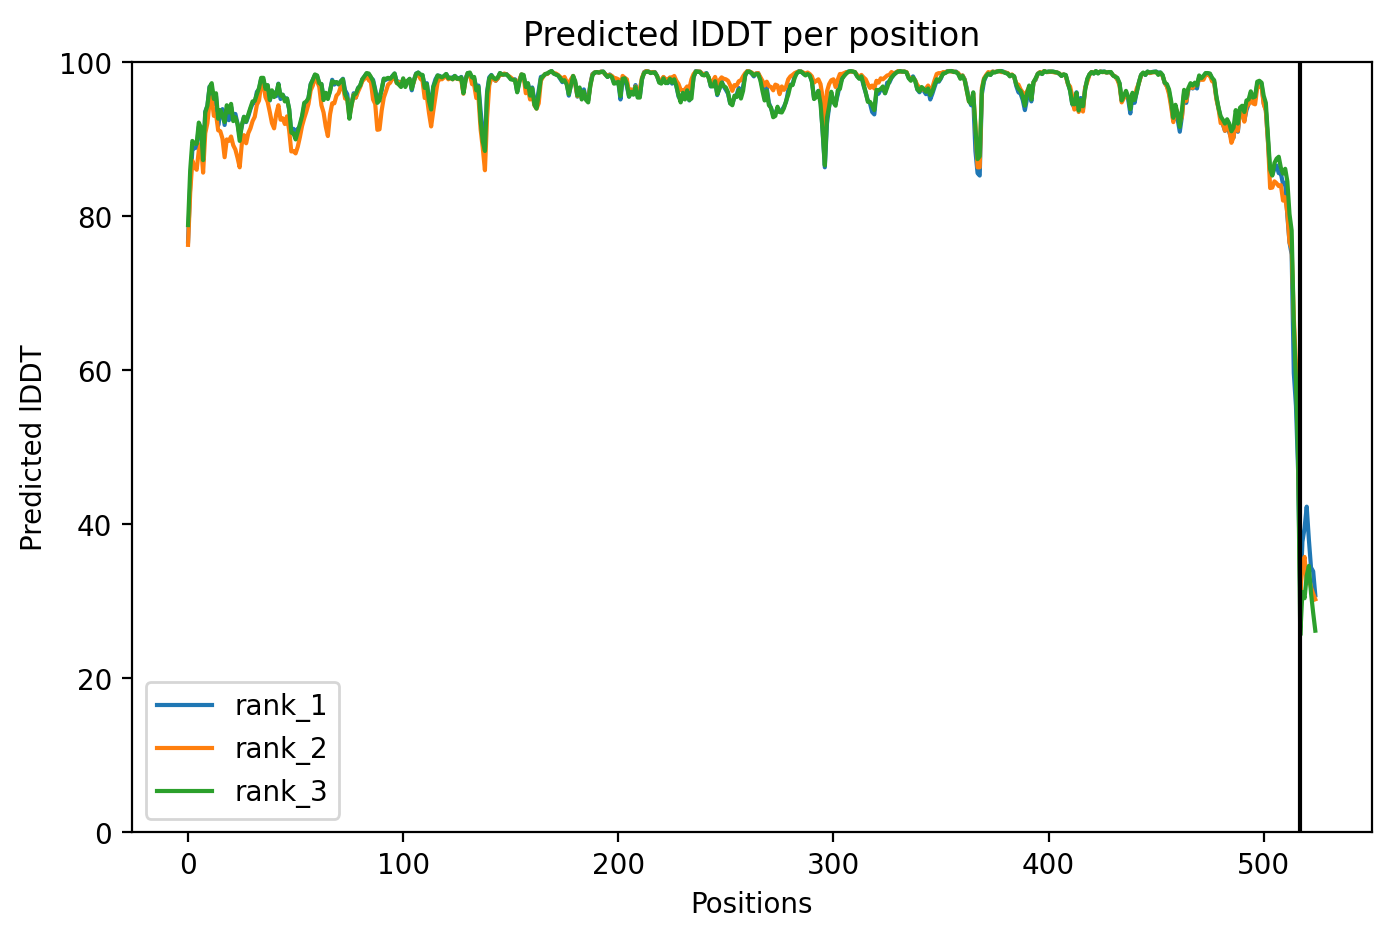 Predicted lDDT per position
100
80
60
40
20
0
Predicted lDDT
rank_1
rank_2
rank_3
0 100 200 300 400 500
Positions